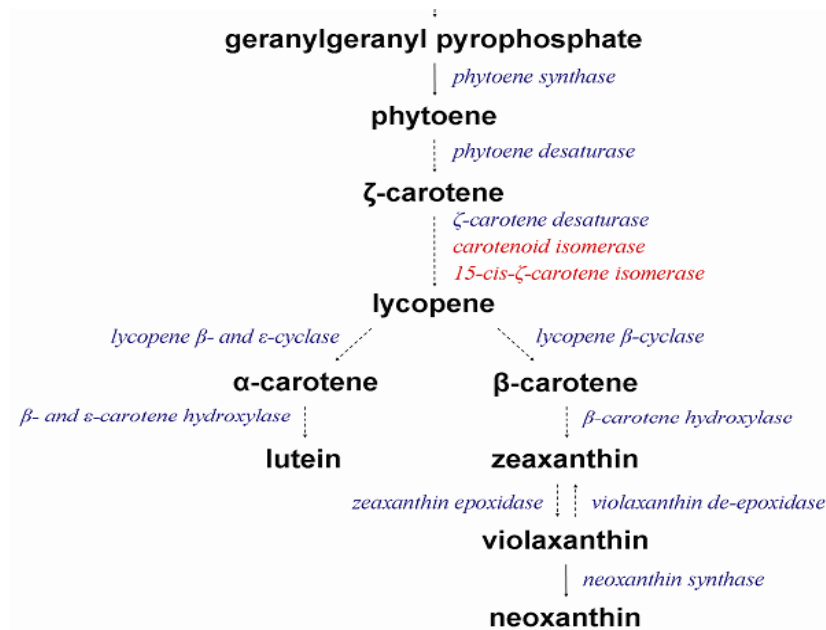 geranylgeranyl pyrophosphate
phytoene synthase
phytoene
phytoene desaturase
ζ-carotene
ζ-carotene desaturase
carotenoid isomerase
15-cis-ζ-carotene isomerase
lycopene
lycopene β- and ε-cyclase
lycopene β-cyclase
α-carotene
β-carotene
β- and ε-carotene hydroxylase
β-carotene hydroxylase
lutein
zeaxanthin
zeaxanthin epoxidase
violaxanthin de-epoxidase
violaxanthin
neoxanthin synthase
neoxanthin